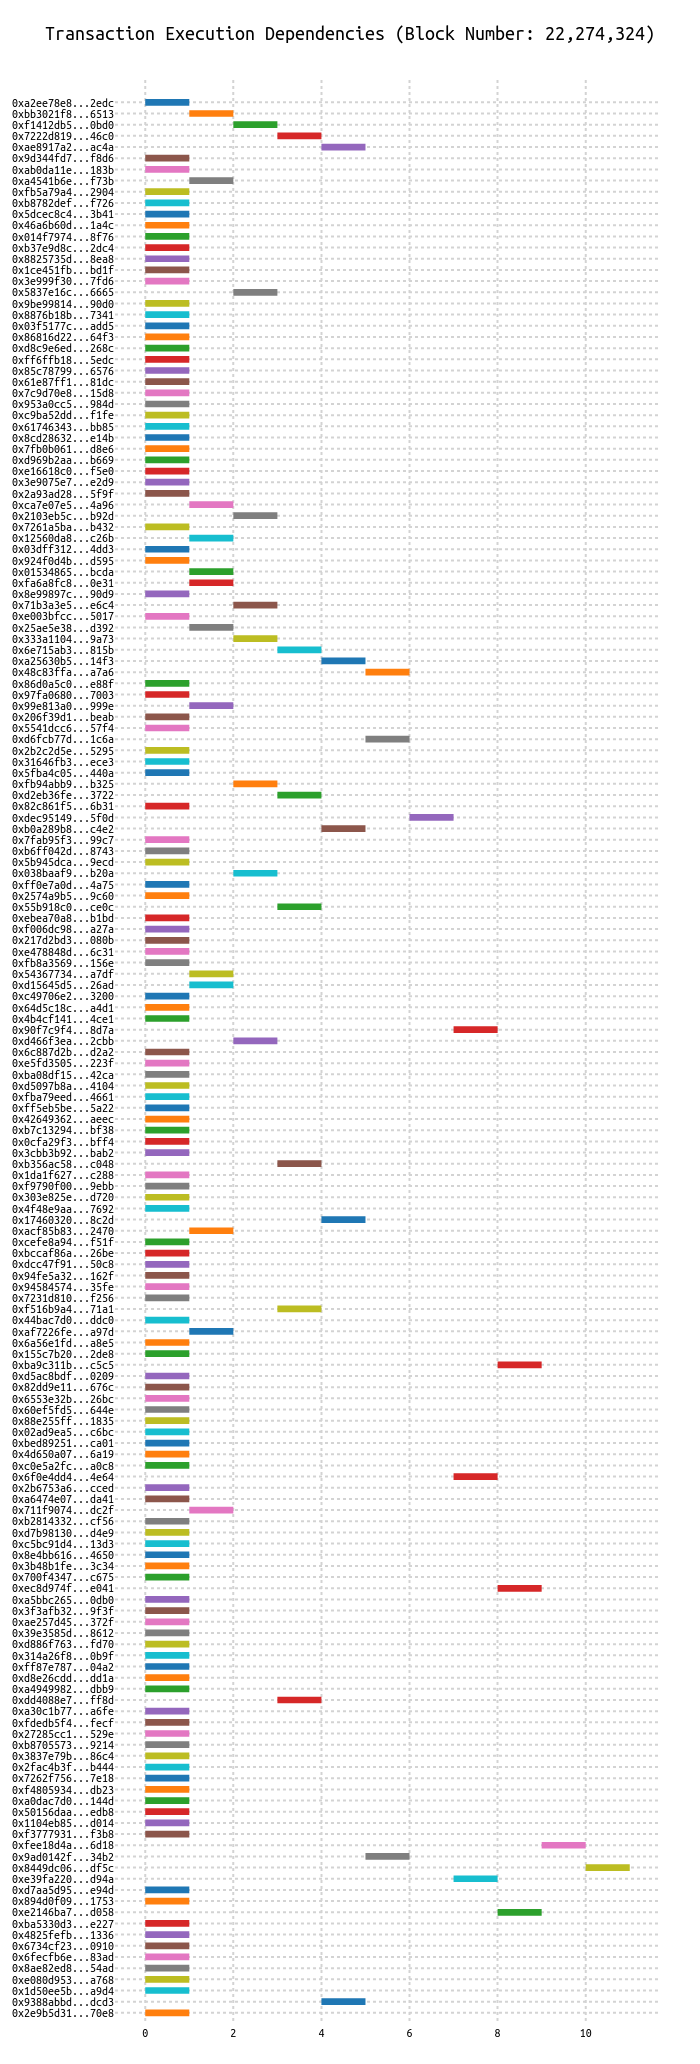 Transaction Execution Dependencies (Block Number: 22,274,324)
0xa2ee78e8...2edc
0xbb3021f8...6513
0xf1412db5...0bd0
0x7222d819...46c0
0xae8917a2...ac4a
0x9d344fd7...f8d6
0xab0da11e...183b
0xa4541b6e...f73b
0xfb5a79a4...2904
0xb8782def...f726
0x5dcec8c4...3b41
0x46a6b60d...1a4c
0x014f7974...8f76
0xb37e9d8c...2dc4
0x8825735d...8ea8
0x1ce451fb...bd1f
0x3e999f30...7fd6
0x5837e16c...6665
0x9be99814...90d0
0x8876b18b...7341
0x03f5177c...add5
0x86816d22...64f3
0xd8c9e6ed...268c
0xff6ffb18...5edc
0x85c78799...6576
0x61e87ff1...81dc
0x7c9d70e8...15d8
0x953a0cc5...984d
0xc9ba52dd...f1fe
0x61746343...bb85
0x8cd28632...e14b
0x7fb0b061...d8e6
0xd969b2aa...b669
0xe16618c0...f5e0
0x3e9075e7...e2d9
0x2a93ad28...5f9f
0xca7e07e5...4a96
0x2103eb5c...b92d
0x7261a5ba...b432
0x12560da8...c26b
0x03dff312...4dd3
0x924f0d4b...d595
0x01534865...bcda
0xfa6a8fc8...0e31
0x8e99897c...90d9
0x71b3a3e5...e6c4
0xe003bfcc...5017
0x25ae5e38...d392
0x333a1104...9a73
0x6e715ab3...815b
0xa25630b5...14f3
0x48c83ffa...a7a6
0x86d0a5c0...e88f
0x97fa0680...7003
0x99e813a0...999e
0x206f39d1...beab
0x5541dcc6...57f4
0xd6fcb77d...1c6a
0x2b2c2d5e...5295
0x31646fb3...ece3
0x5fba4c05...440a
0xfb94abb9...b325
0xd2eb36fe...3722
0x82c861f5...6b31
0xdec95149...5f0d
0xb0a289b8...c4e2
0x7fab95f3...99c7
0xb6ff042d...8743
0x5b945dca...9ecd
0x038baaf9...b20a
0xff0e7a0d...4a75
0x2574a9b5...9c60
0x55b918c0...ce0c
0xebea70a8...b1bd
0xf006dc98...a27a
0x217d2bd3...080b
0xe478848d...6c31
0xfb8a3569...156e
0x54367734...a7df
0xd15645d5...26ad
0xc49706e2...3200
0x64d5c18c...a4d1
0x4b4cf141...4ce1
0x90f7c9f4...8d7a
0xd466f3ea...2cbb
0x6c887d2b...d2a2
0xe5fd3505...223f
0xba08df15...42ca
0xd5097b8a...4104
0xfba79eed...4661
0xff5eb5be...5a22
0x42649362...aeec
0xb7c13294...bf38
0x0cfa29f3...bff4
0x3cbb3b92...bab2
0xb356ac58...c048
0x1da1f627...c288
0xf9790f00...9ebb
0x303e825e...d720
0x4f48e9aa...7692
0x17460320...8c2d
0xacf85b83...2470
0xcefe8a94...f51f
0xbccaf86a...26be
0xdcc47f91...50c8
0x94fe5a32...162f
0x94584574...35fe
0x7231d810...f256
0xf516b9a4...71a1
0x44bac7d0...ddc0
0xaf7226fe...a97d
0x6a56e1fd...a8e5
0x155c7b20...2de8
0xba9c311b...c5c5
0xd5ac8bdf...0209
0x82dd9e11...676c
0x6553e32b...26bc
0x60ef5fd5...644e
0x88e255ff...1835
0x02ad9ea5...c6bc
0xbed89251...ca01
0x4d650a07...6a19
0xc0e5a2fc...a0c8
0x6f0e4dd4...4e64
0x2b6753a6...cced
0xa6474e07...da41
0x711f9074...dc2f
0xb2814332...cf56
0xd7b98130...d4e9
0xc5bc91d4...13d3
0x8e4bb616...4650
0x3b48b1fe...3c34
0x700f4347...c675
0xec8d974f...e041
0xa5bbc265...0db0
0x3f3afb32...9f3f
0xae257d45...372f
0x39e3585d...8612
0xd886f763...fd70
0x314a26f8...0b9f
0xff87e787...04a2
0xd8e26cdd...dd1a
0xa4949982...dbb9
0xdd4088e7...ff8d
0xa30c1b77...a6fe
0xfdedb5f4...fecf
0x27285cc1...529e
0xb8705573...9214
0x3837e79b...86c4
0x2fac4b3f...b444
0x7262f756...7e18
0xf4805934...db23
0xa0dac7d0...144d
0x50156daa...edb8
0x1104eb85...d014
0xf3777931...f3b8
0xfee18d4a...6d18
0x9ad0142f...34b2
0x8449dc06...df5c
0xe39fa220...d94a
0xd7aa5d95...e94d
0x894d0f09...1753
0xe2146ba7...d058
0xba5330d3...e227
0x4825fefb...1336
0x6734cf23...0910
0x6fecfb6e...83ad
0x8ae82ed8...54ad
0xe080d953...a768
0x1d50ee5b...a9d4
0x9388abbd...dcd3
0x2e9b5d31...70e8
0 2 4 6 8 10